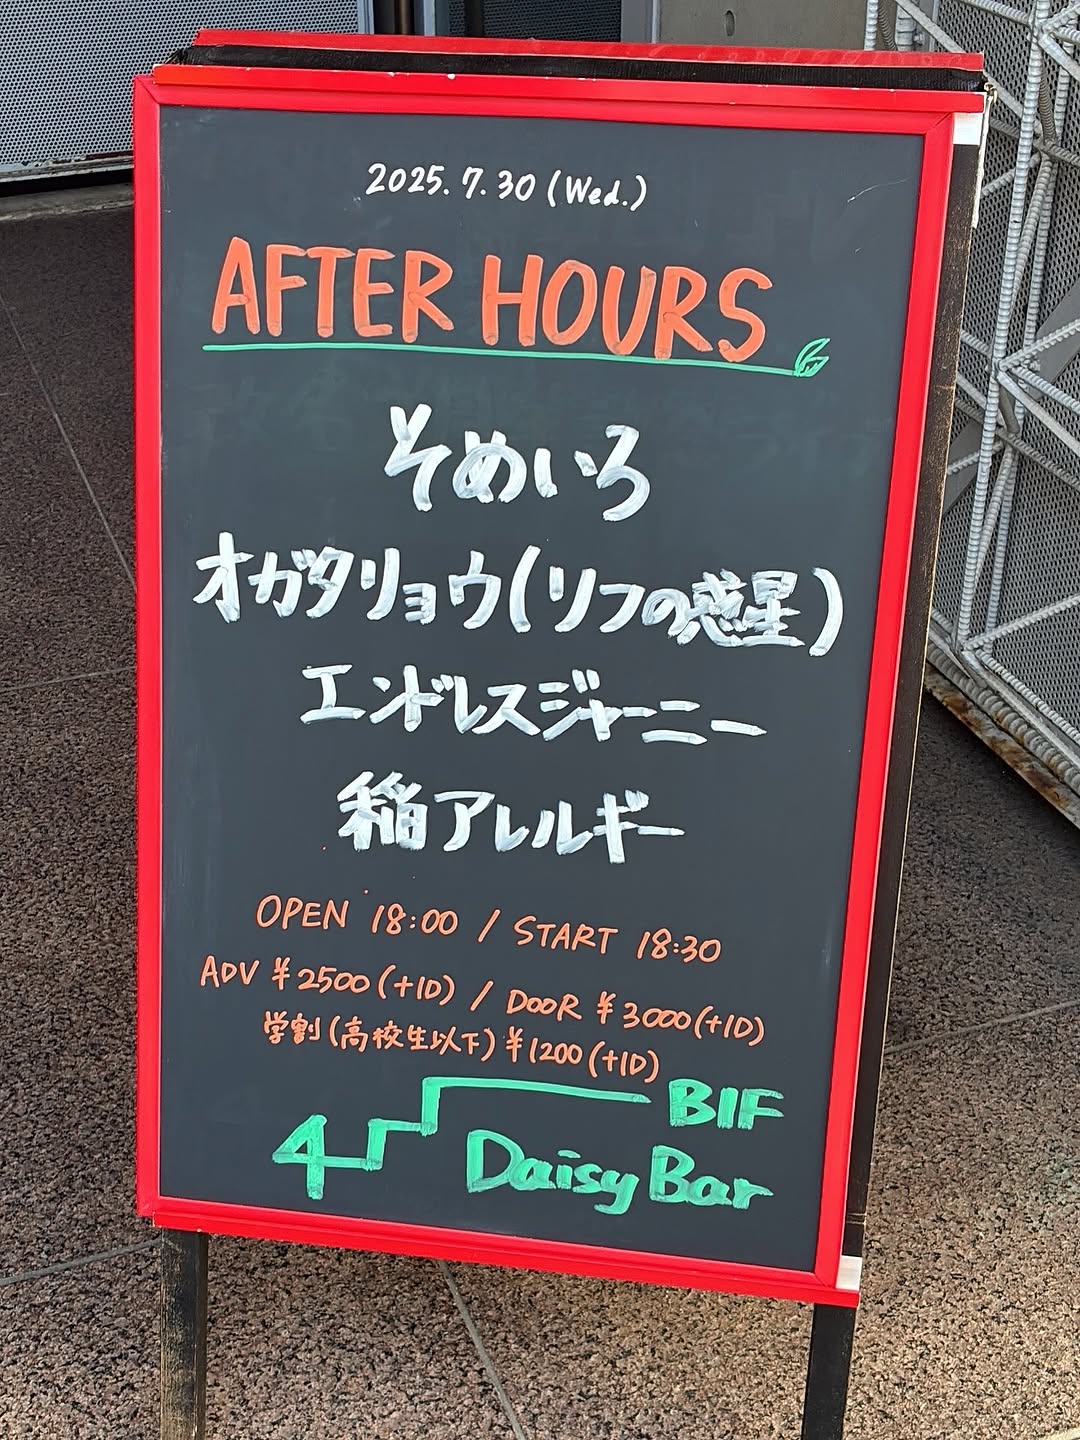 2025.7.30 (Wed.)
AFTER HOURS
そめいろ
オガタリョウ(リフの惑星)
エンドレスジャーニー
稲アレルギー
OPEN 18:00 / START 18:30
ADV ¥2500(+1D) / DOOR ¥3000(+1D)
学割(高校生以下)¥1200(+1D)
B1F
Daisy Bar